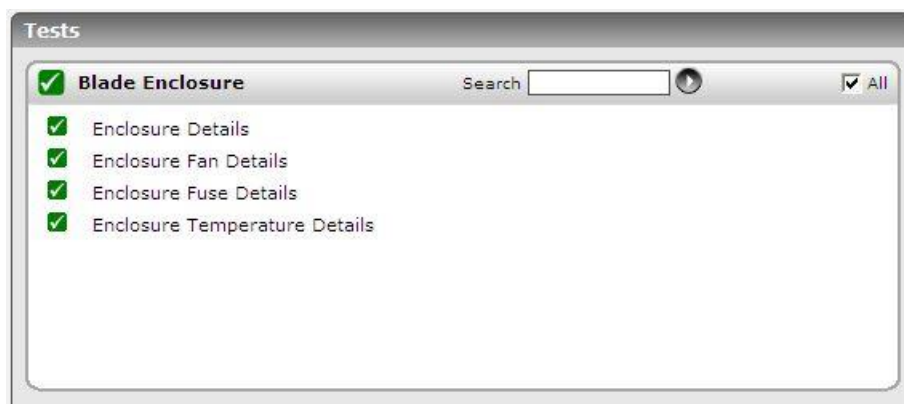 Tests
Blade Enclosure Search All
Enclosure Details
Enclosure Fan Details
Enclosure Fuse Details
Enclosure Temperature Details